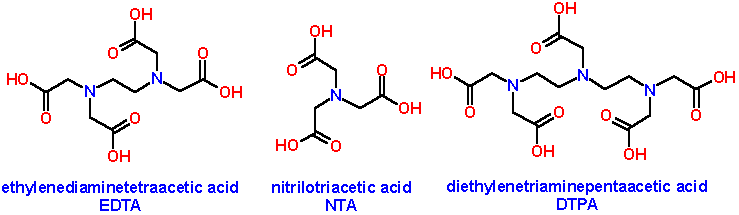 OH
O
O
HO
N
N
OH
O
O
OH
OH
O
N
OH
HO
O
OH
O
HO
N
N
N
OH
O
O
O
O
OH
OH
ethylenediaminetetraacetic acid
EDTA
nitrilotriacetic acid
NTA
diethylenetriaminepentaacetic acid
DTPA